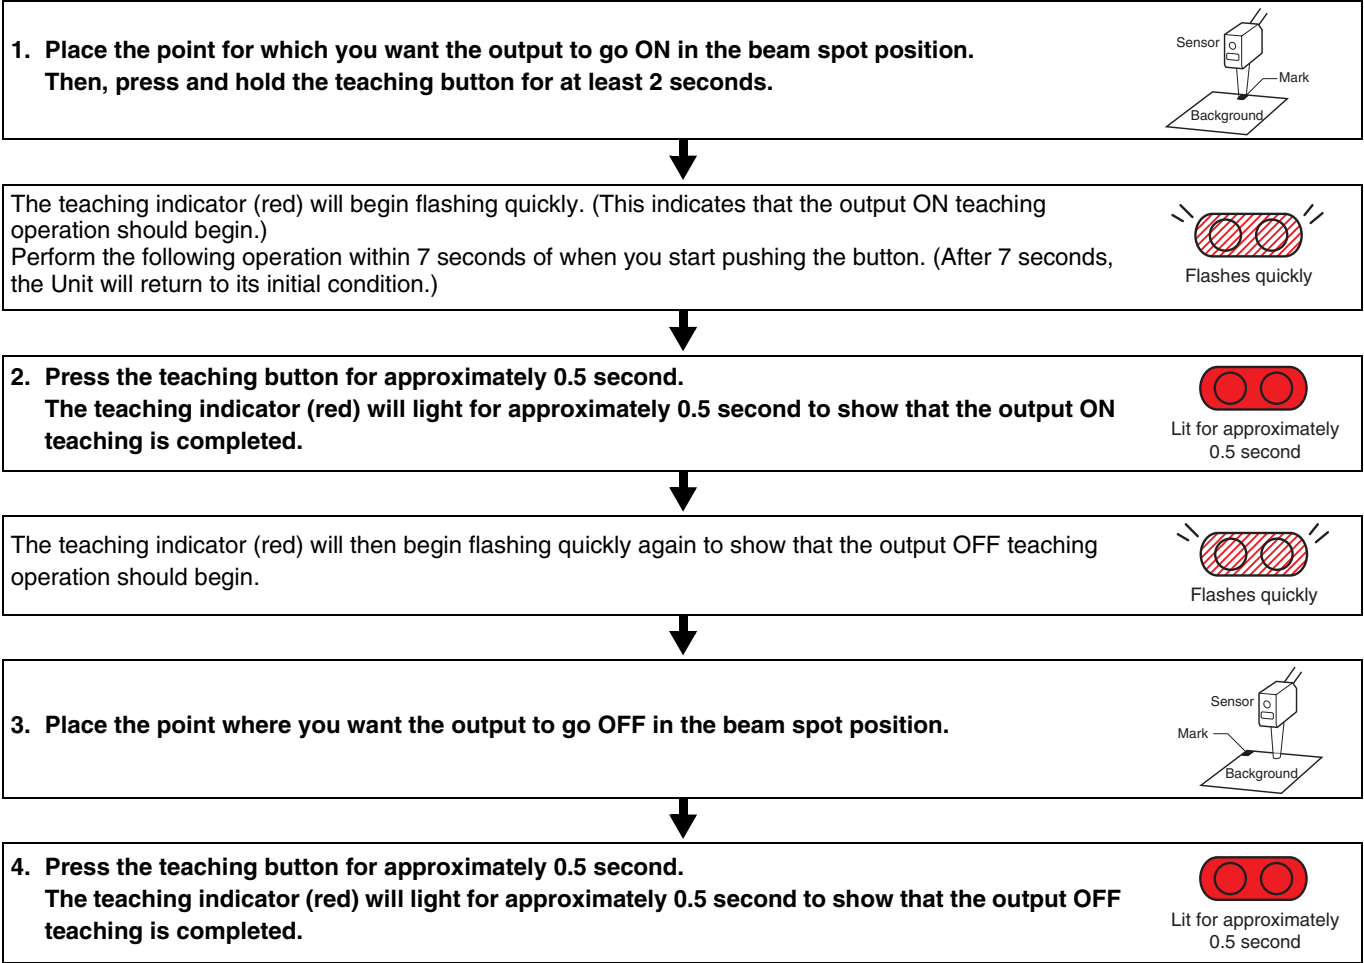 1. Place the point for which you want the output to go ON in the beam spot position.
Then, press and hold the teaching button for at least 2 seconds.
Sensor
Mark
Background
The teaching indicator (red) will begin flashing quickly. (This indicates that the output ON teaching
operation should begin.)
Perform the following operation within 7 seconds of when you start pushing the button. (After 7 seconds,
the Unit will return to its initial condition.)
Flashes quickly
2. Press the teaching button for approximately 0.5 second.
The teaching indicator (red) will light for approximately 0.5 second to show that the output ON
teaching is completed.
Lit for approximately
0.5 second
The teaching indicator (red) will then begin flashing quickly again to show that the output OFF teaching
operation should begin.
Flashes quickly
3. Place the point where you want the output to go OFF in the beam spot position.
Sensor
Mark
Background
4. Press the teaching button for approximately 0.5 second.
The teaching indicator (red) will light for approximately 0.5 second to show that the output OFF
teaching is completed.
Lit for approximately
0.5 second